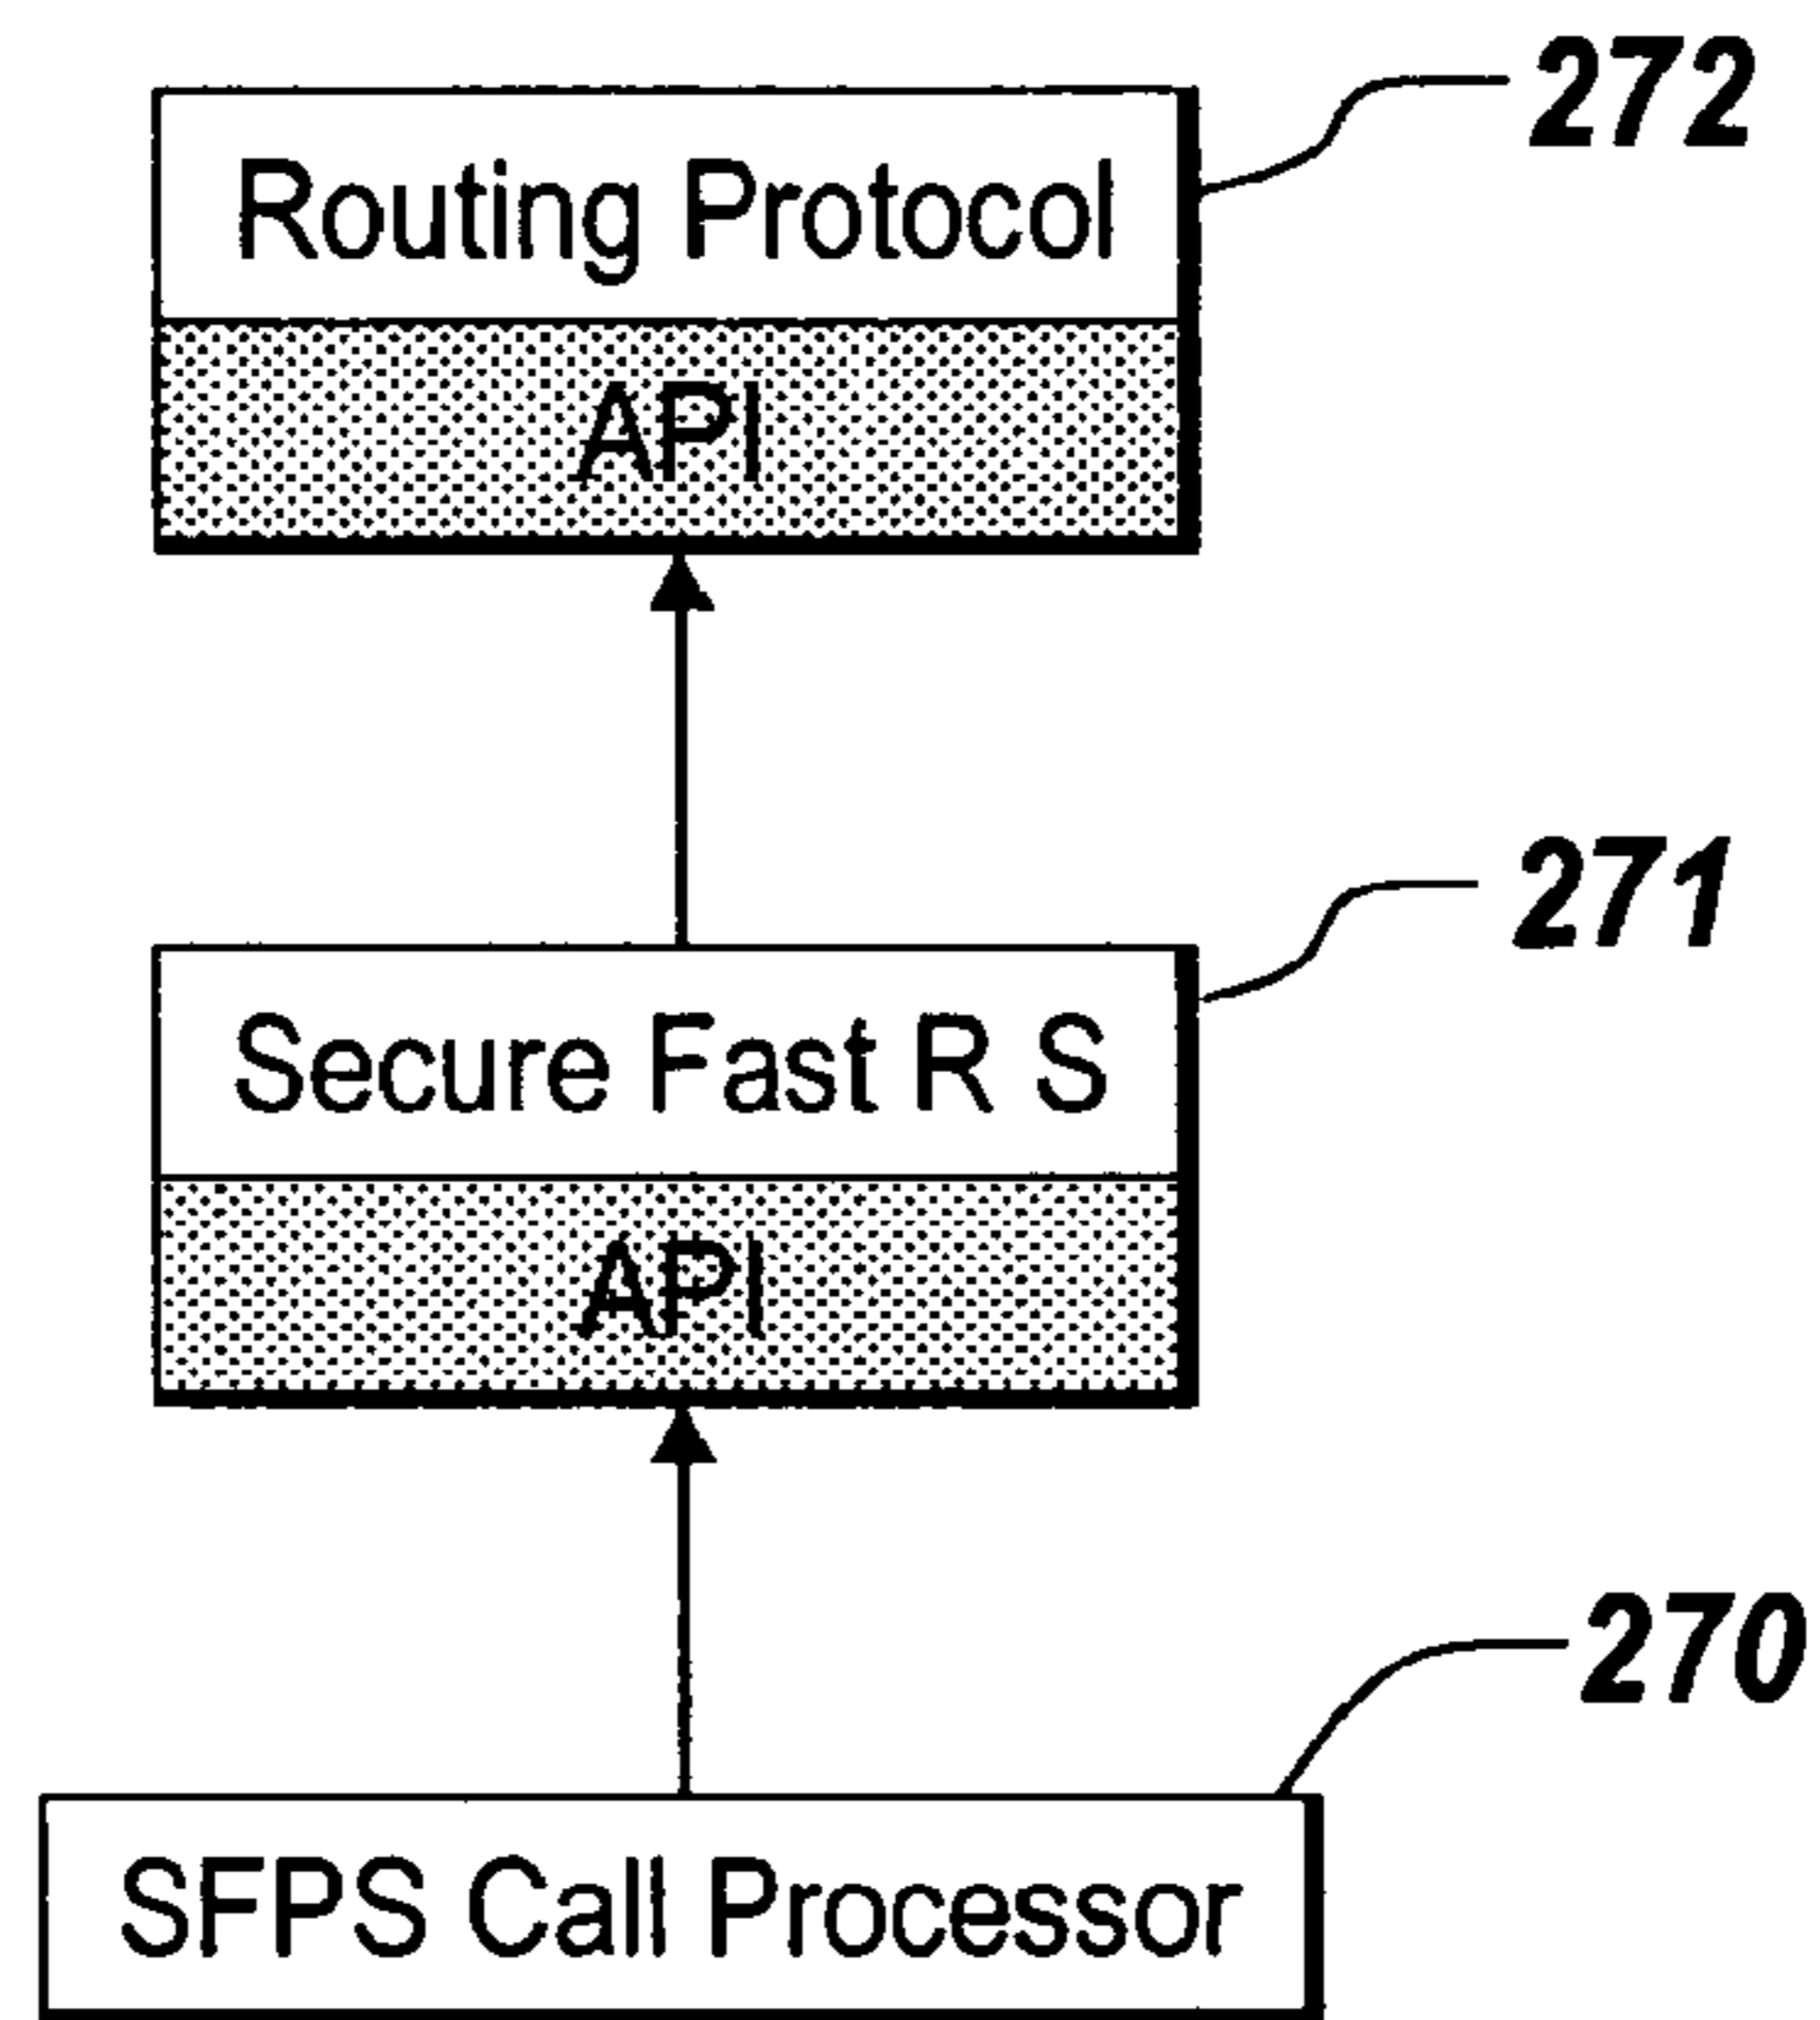 272
Routing Protocol
API
271
Secure Fast R S
API
270
SFPS Call Processor